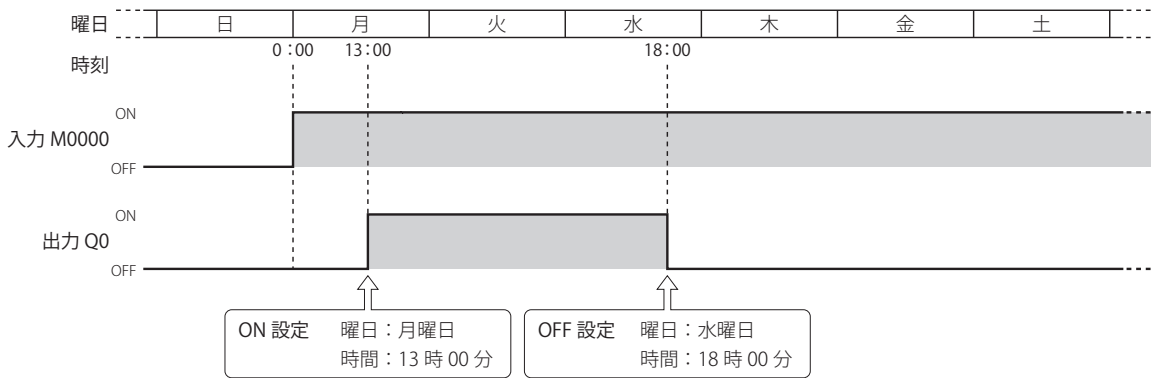 曜日 日 月 火 水 木 金 土
時刻 0:00 13:00 18:00
ON
入力 M0000
OFF
ON
出力 Q0
OFF
ON 設定 曜日：月曜日
時間：13 時 00 分
OFF 設定 曜日：水曜日
時間：18 時 00 分